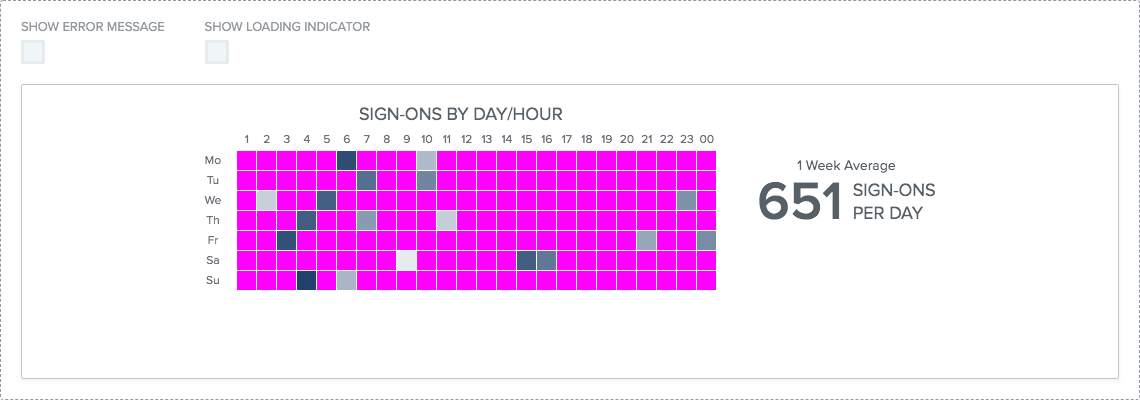 SHOW ERROR MESSAGE
SHOW LOADING INDICATOR
SIGN-ONS BY DAY/HOUR
1 2 3 4 5 6 7 8 9 10 11 12 13 14 15 16 17 18 19 20 21 22 23 00
Mo
Tu
We
Th
Fr
Sa
Su
1 Week Average
651 SIGN-ONS
PER DAY